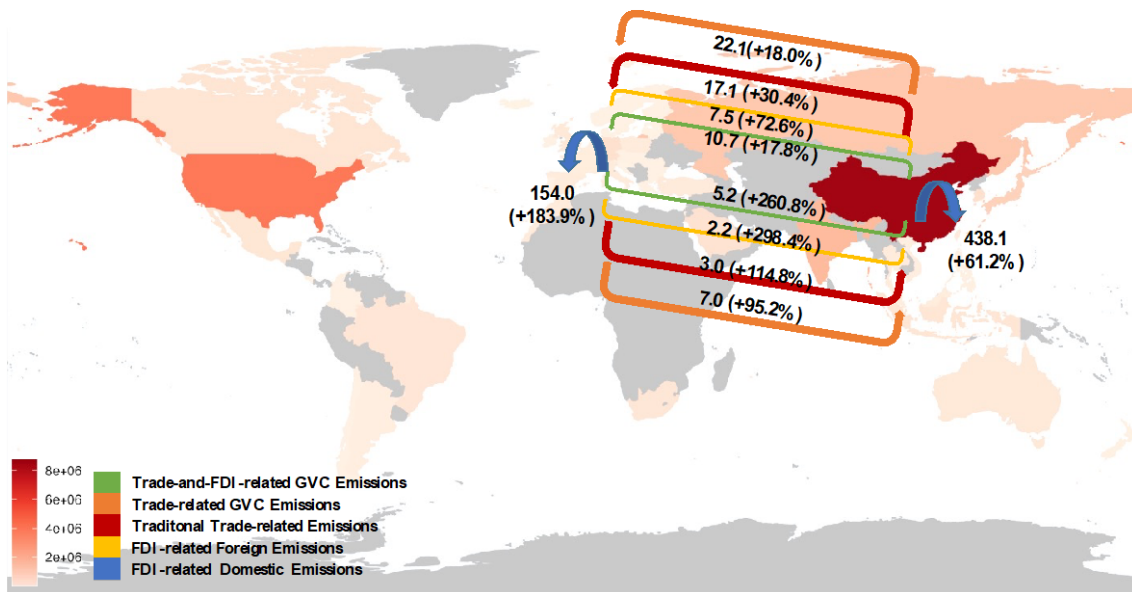 22.1(+18.0% )
17.1 (+30.4%)
7.5 (+72.6%)
10.7 (+17.8%)
154.0
(+183.9% )
5.2 (+260.8%)
2.2 (+298.4%)
3.0 (+114.8%)
7.0 (+95.2%)
438.1
(+61.2% )
8e+06
6e+06
4e+06
2e+06
Trade-and-FDI -related GVC Emissions
Trade-related GVC Emissions
Traditonal Trade-related Emissions
FDI -related Foreign Emissions
FDI -related Domestic Emissions